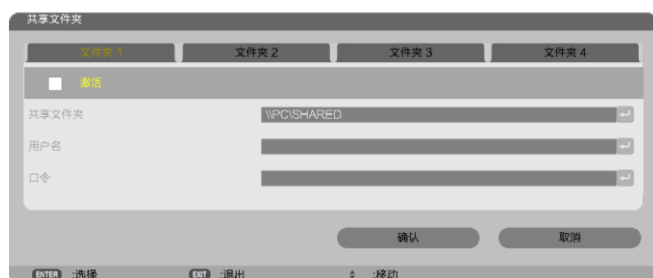 共享文件夹
文件夹 1 文件夹 2 文件夹 3 文件夹 4
激活
共享文件夹 \\PC\SHARED
用户名
口令
确认 取消
ENTER :选择 EXIT :退出 :移动